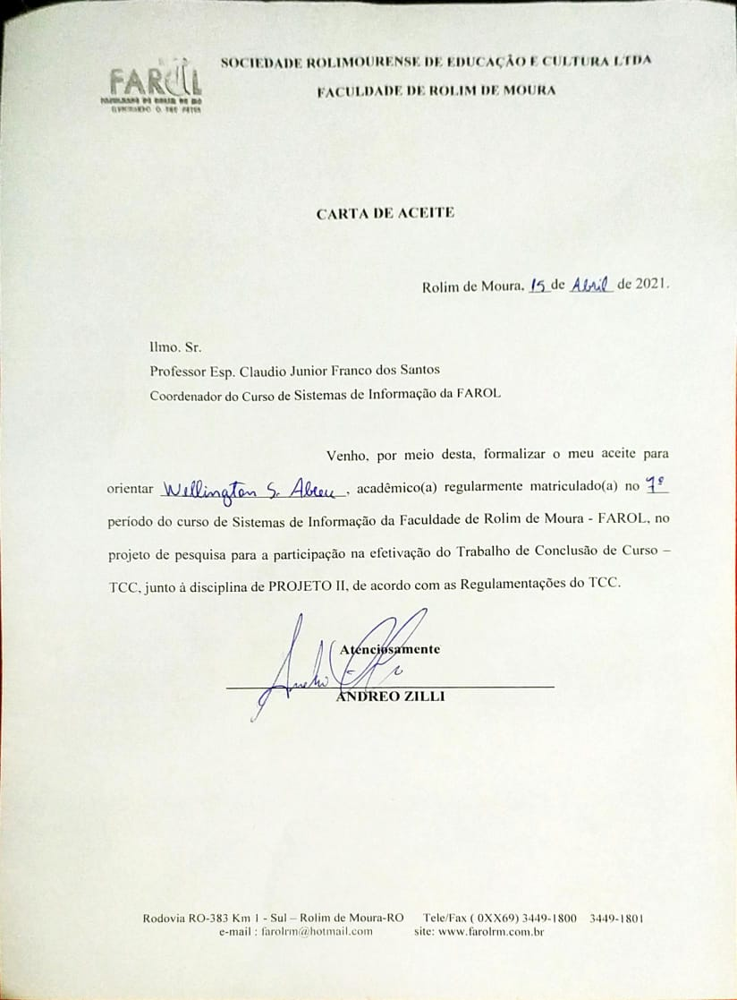 FAROL
SOCIEDADE ROLIMOURENSE DE EDUCAÇÃO E CULTURA LTDA
FACULDADE DE ROLIM DE MOURA
FACULDADE DE ROLIM DE MO
CARTA DE ACEITE
Rolim de Moura, 15 de Abril de 2021.
Ilmo. Sr.
Professor Esp. Claudio Junior Franco dos Santos
Coordenador do Curso de Sistemas de Informação da FAROL
Venho, por meio desta, formalizar o meu aceite para
orientar Wellington S. Abreu, acadêmico(a) regularmente matriculado(a) no 7º
período do curso de Sistemas de Informação da Faculdade de Rolim de Moura - FAROL, no
projeto de pesquisa para a participação na efetivação do Trabalho de Conclusão de Curso –
TCC, junto à disciplina de PROJETO II, de acordo com as Regulamentações do TCC.
Atenciosamente
ANDREO ZILLI
Rodovia RO-383 Km 1 - Sul – Rolim de Moura-RO Tele/Fax ( 0XX69) 3449-1800 3449-1801
e-mail : farolrm@hotmail.com site: www.farolrm.com.br